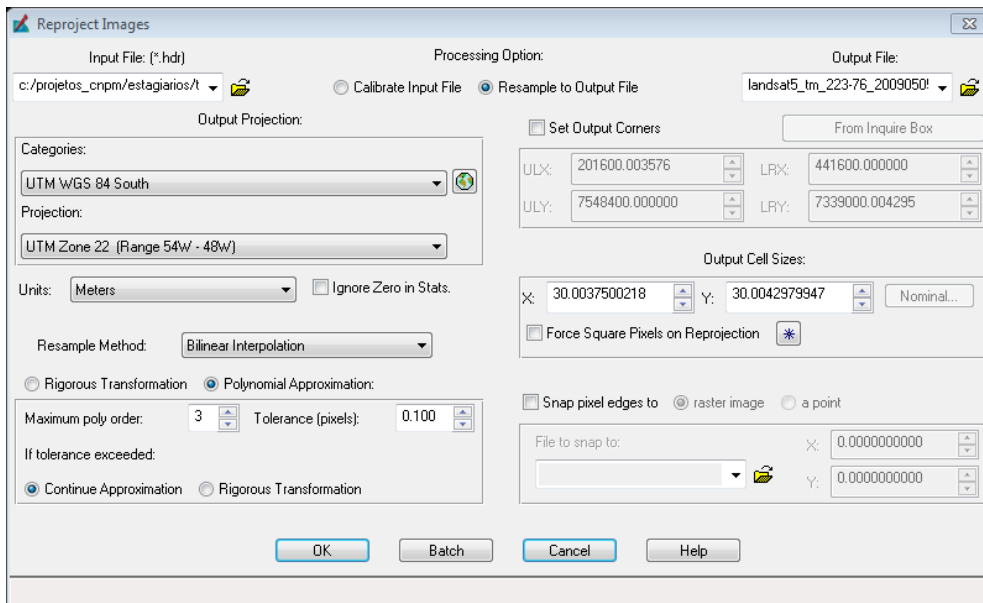 Reproject Images
Input File: (*.hdr)
Processing Option:
Output File:
c:/projetos_cnpm/estagiarios/t
Calibrate Input File
Resample to Output File
landsat5_tm_223-76_2009050!
Output Projection:
Set Output Corners
From Inquire Box
Categories:
ULX: 201600.003576 LRX: 441600.000000
UTM WGS 84 South
ULY: 7548400.000000 LRY: 7339000.004295
Projection:
UTM Zone 22 (Range 54W - 48W)
Output Cell Sizes:
Units: Meters
Ignore Zero in Stats.
X: 30.0037500218 Y: 30.0042979947 Nominal...
Force Square Pixels on Reprojection
Resample Method: Bilinear Interpolation
Rigorous Transformation
Polynomial Approximation:
Snap pixel edges to
raster image
a point
Maximum poly order: 3 Tolerance (pixels): 0.100
File to snap to:
X: 0.0000000000
If tolerance exceeded:
Y: 0.0000000000
Continue Approximation
Rigorous Transformation
OK
Batch
Cancel
Help